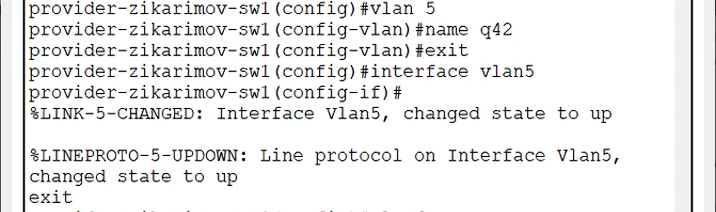 provider-zikarimov-sw1(config)#vlan 5
provider-zikarimov-sw1(config-vlan)#name q42
provider-zikarimov-sw1(config-vlan)#exit
provider-zikarimov-sw1(config)#interface vlan5
provider-zikarimov-sw1(config-if)#
%LINK-5-CHANGED: Interface Vlan5, changed state to up
%LINEPROTO-5-UPDOWN: Line protocol on Interface Vlan5,
changed state to up
exit